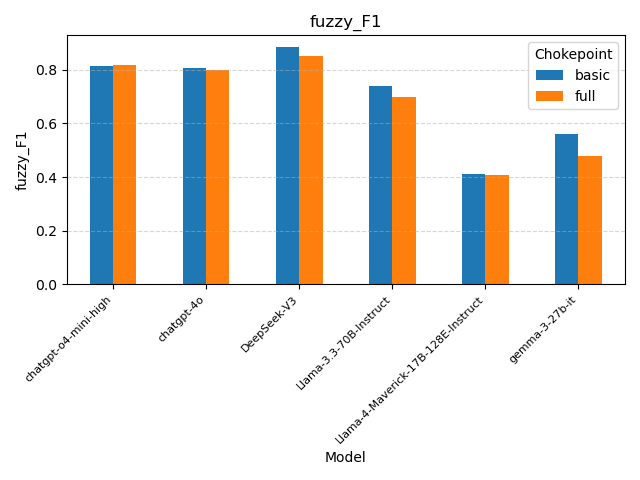 fuzzy_F1
Chokepoint
basic
full
fuzzy_F1
0.8
0.6
0.4
0.2
0.0
chatgpt-o4-mini-high
chatgpt-4o
DeepSeek-V3
Llama-3.3-70B-Instruct
Llama-4-Maverick-17B-128E-Instruct
gemma-3-27b-it
Model